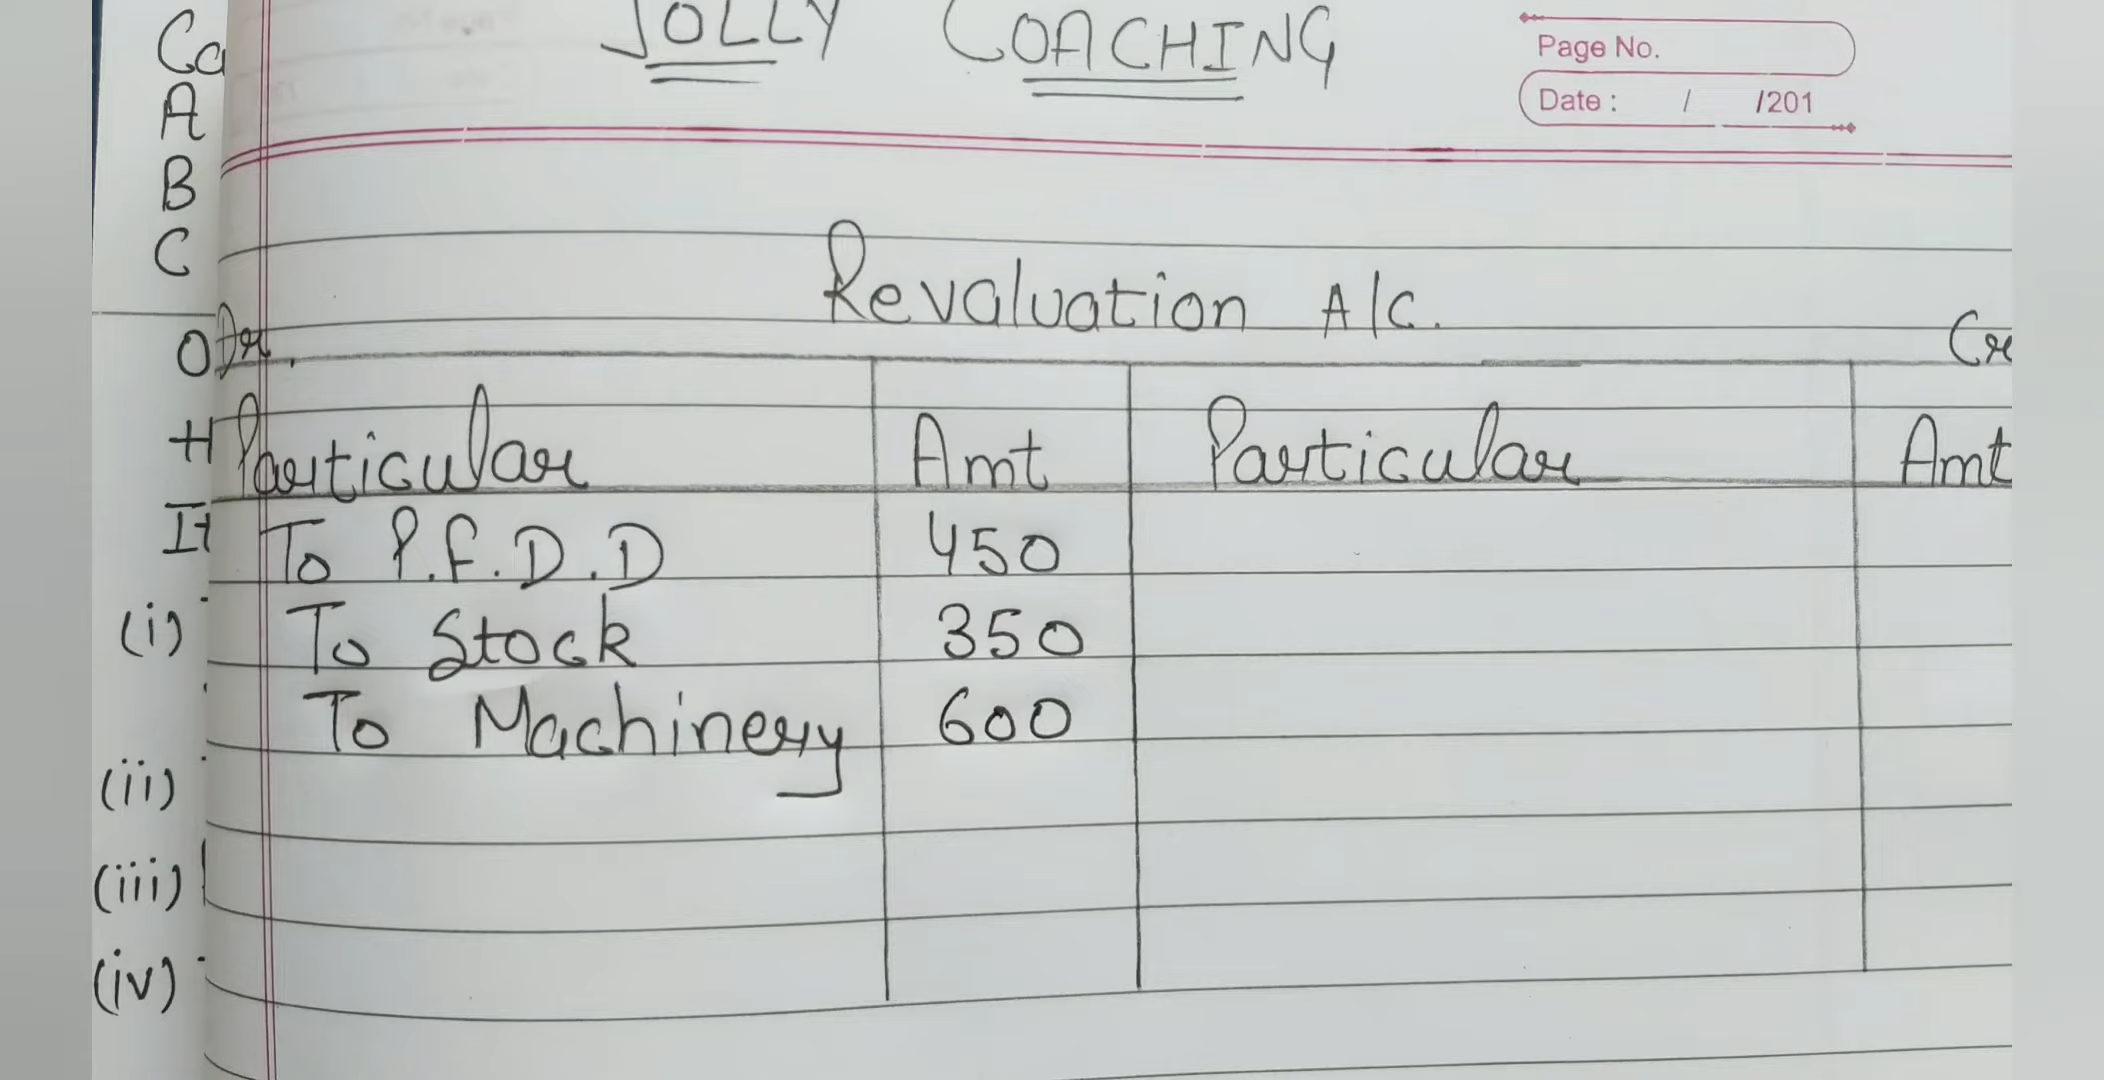 JOLLY COACHING
Page No.
Date : / /201
Ca
A
B
C
Revaluation A/c.
O
Dr.
Cr
H
Particular Amt Particular Amt
To P.F.D.D 450
(i) To Stock 350
To Machinery 600
(ii)
(iii)
(iv)